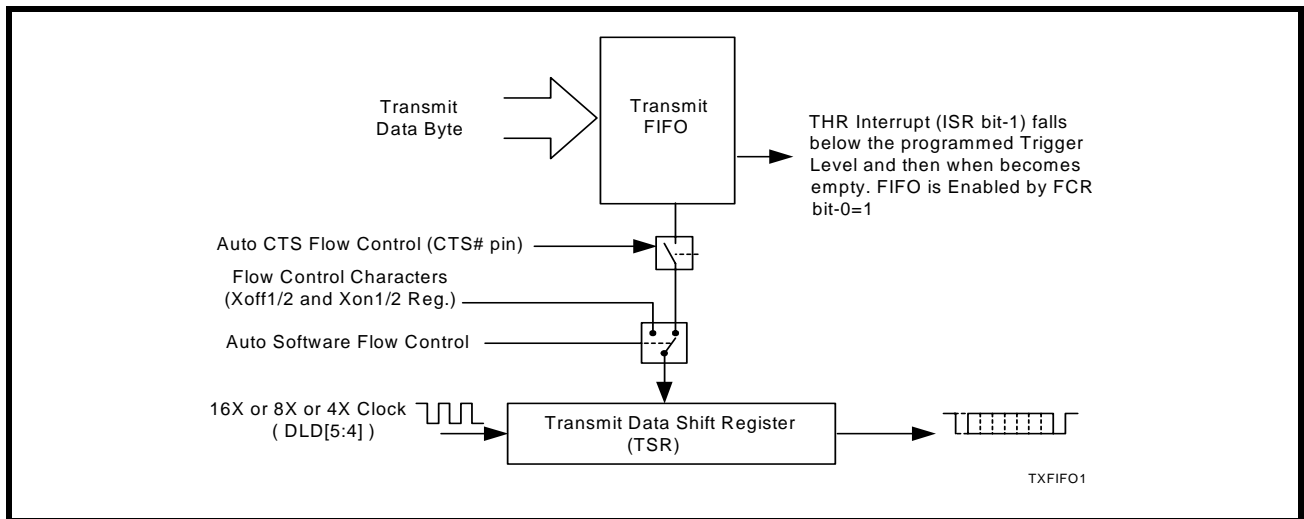 Transmit
Data Byte
Transmit
FIFO
THR Interrupt (ISR bit-1) falls
below the programmed Trigger
Level and then when becomes
empty. FIFO is Enabled by FCR
bit-0=1
Auto CTS Flow Control (CTS# pin)
Flow Control Characters
(Xoff1/2 and Xon1/2 Reg.)
Auto Software Flow Control
16X or 8X or 4X Clock
( DLD[5:4] )
Transmit Data Shift Register
(TSR)
TXFIFO1